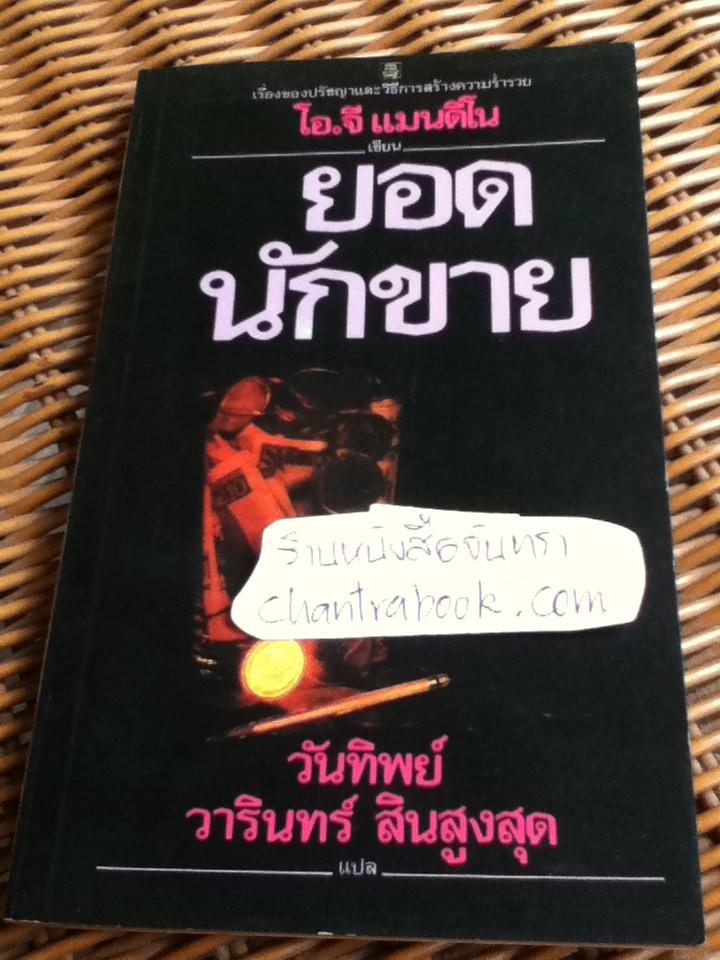 เรื่องของปรัชญาและวิธีการสร้างความร่ำรวย
โอ.จี แมนดิโน
เขียน
ยอด
นักขาย
ร้านหนังสือจันทรา
chantrabook.com
วันทิพย์
วารินทร์ สินสูงสุด
แปล